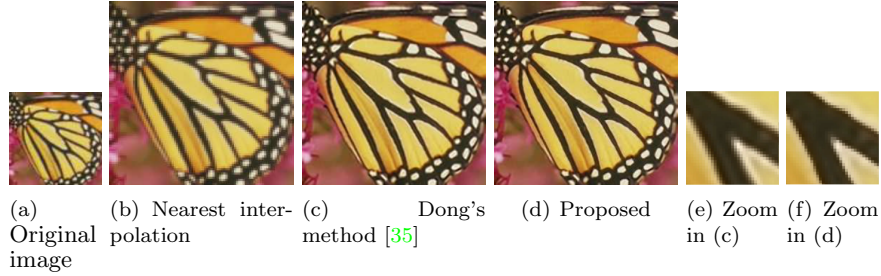 (a)
Original
image
(b) Nearest inter-
polation
(c) Dong's
method [35]
(d) Proposed
(e) Zoom
in (c)
(f) Zoom
in (d)